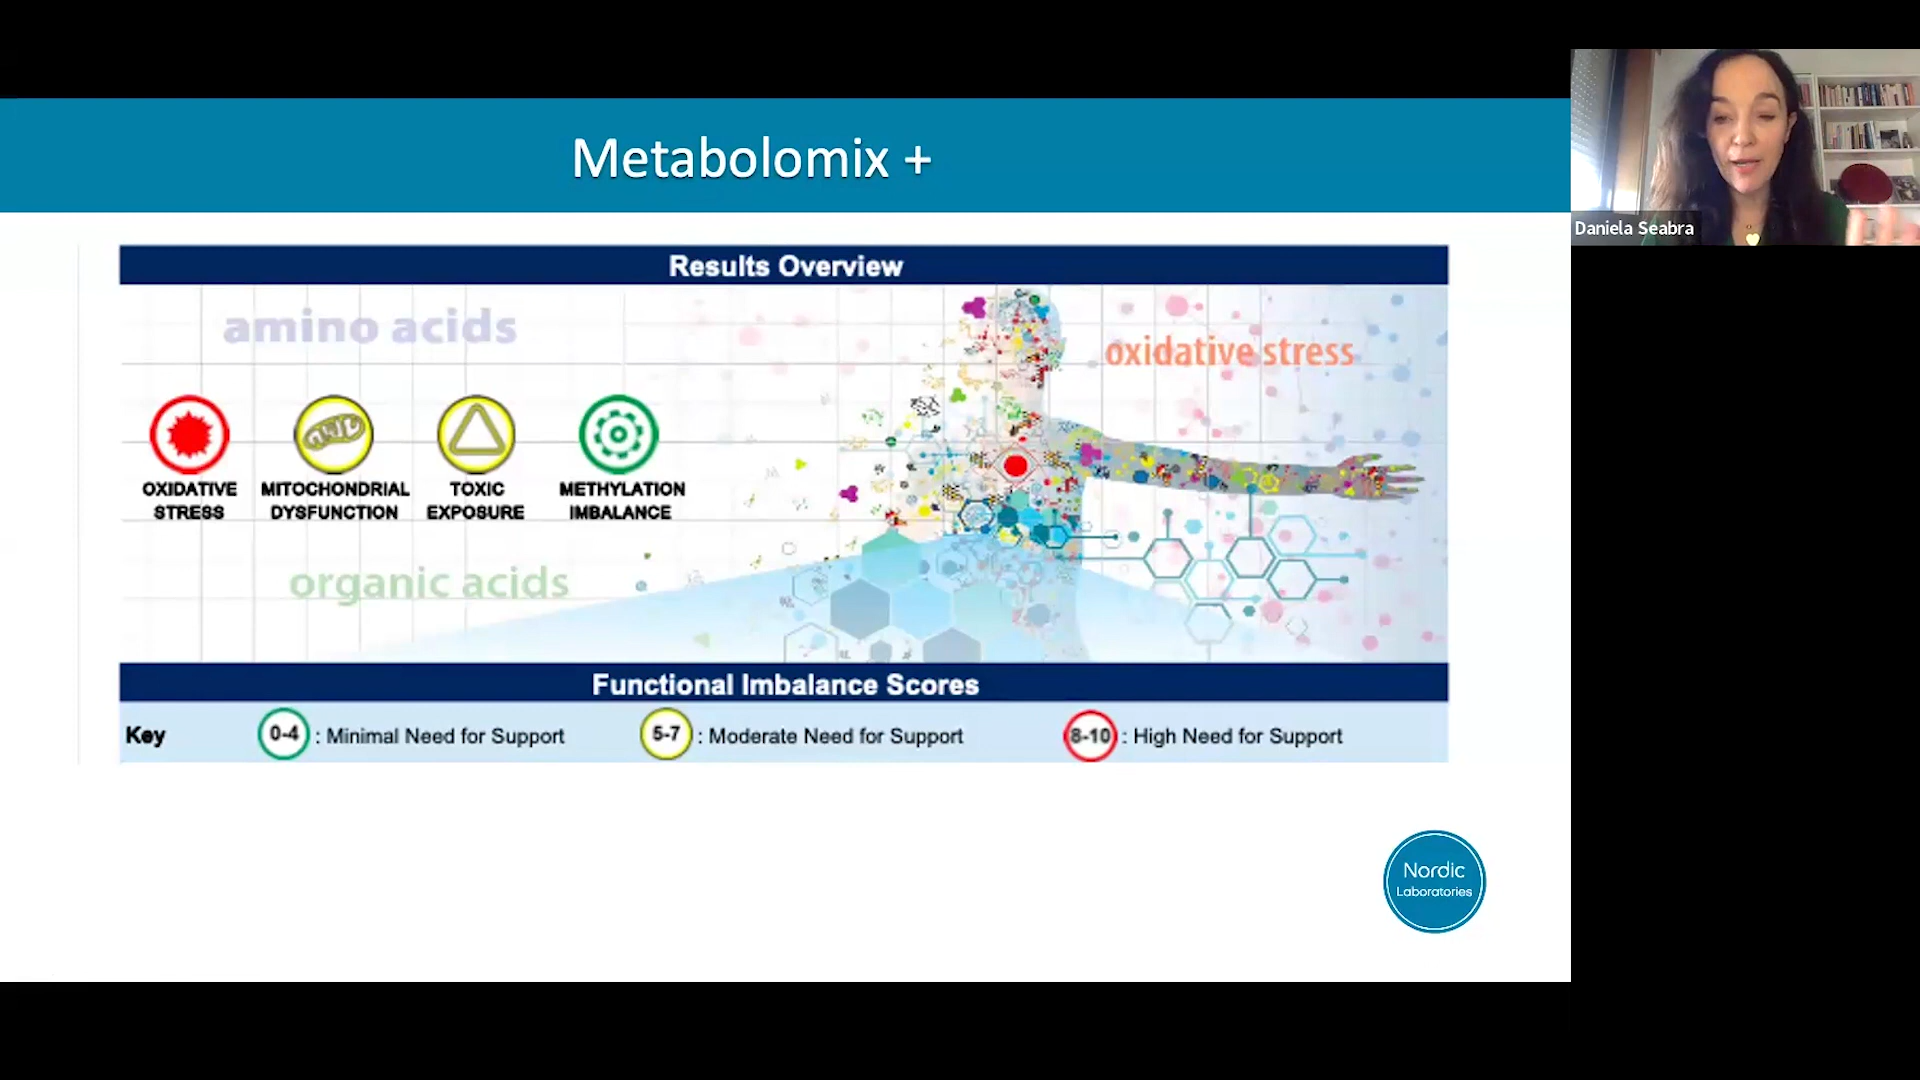 Metabolomix +
Daniela Seabra
Results Overview
amino acids
oxidative stress
OXIDATIVE STRESS
MITOCHONDRIAL DYSFUNCTION
TOXIC EXPOSURE
METHYLATION IMBALANCE
organic acids
Functional Imbalance Scores
Key
0-4 : Minimal Need for Support
5-7 : Moderate Need for Support
8-10 : High Need for Support
Nordic
Laboratories